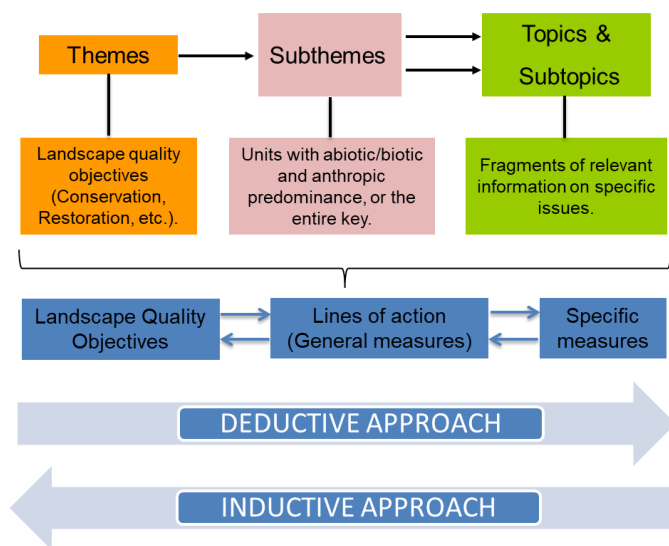 Themes
Subthemes
Topics &
Subtopics
Landscape quality
objectives
(Conservation,
Restoration, etc.).
Units with abiotic/biotic
and anthropic
predominance, or the
entire key.
Fragments of relevant
information on specific
issues.
Landscape Quality
Objectives
Lines of action
(General measures)
Specific
measures
DEDUCTIVE APPROACH
INDUCTIVE APPROACH